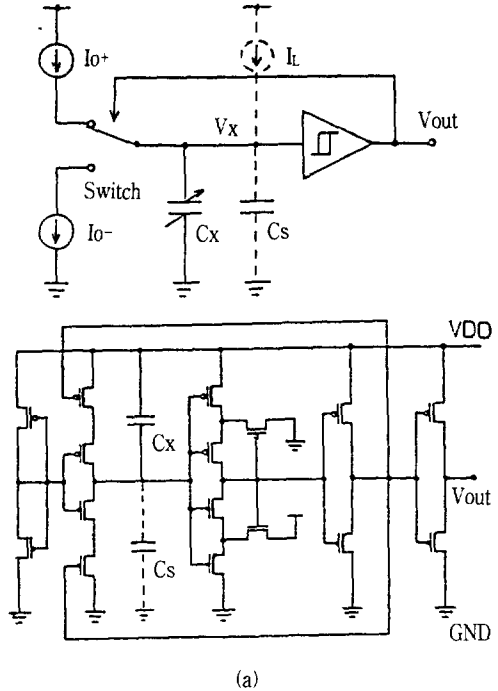 Io+
IL
Vx
Vout
Switch
Io−
Cx
Cs
VDD
Cx
Cs
Vout
GND
(a)